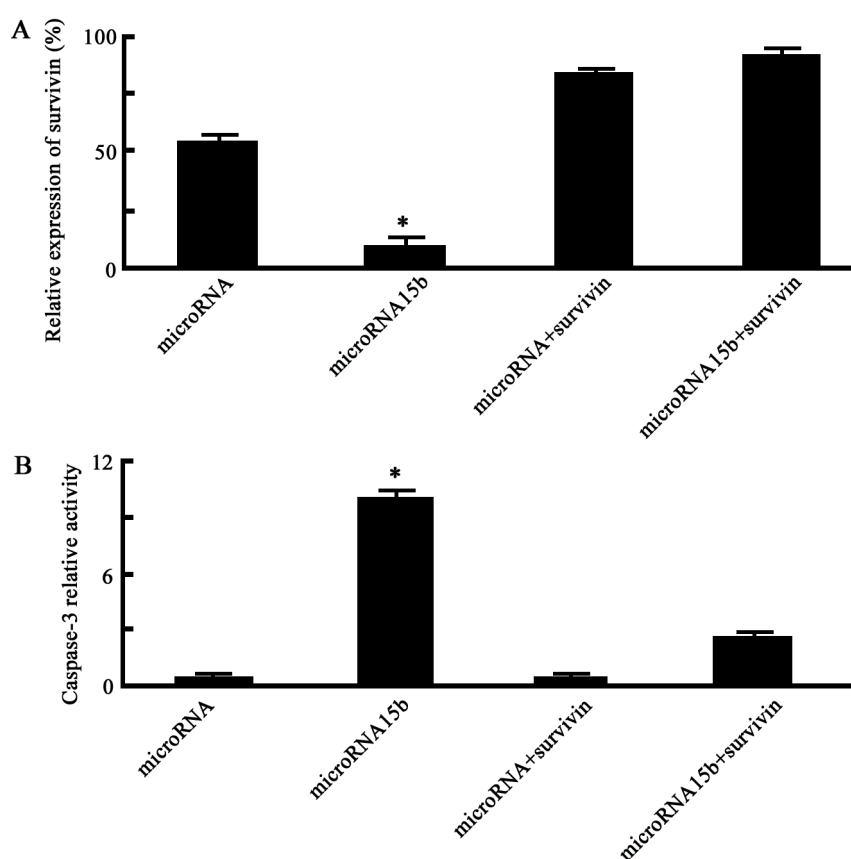 A
Relative expression of survivin (%)
100
50
0
*
microRNA
microRNA15b
microRNA+survivin
microRNA15b+survivin
B
Caspase-3 relative activity
12
6
0
*
microRNA
microRNA15b
microRNA+survivin
microRNA15b+survivin